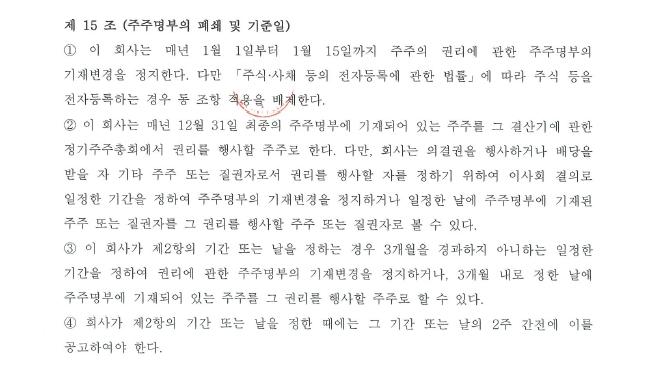 제 15 조 (주주명부의 폐쇄 및 기준일)
① 이 회사는 매년 1월 1일부터 1월 15일까지 주주의 권리에 관한 주주명부의
기재변경을 정지한다. 다만 「주식·사채 등의 전자등록에 관한 법률」에 따라 주식 등을
전자등록하는 경우 동 조항 적용을 배제한다.
② 이 회사는 매년 12월 31일 최종의 주주명부에 기재되어 있는 주주를 그 결산기에 관한
정기주주총회에서 권리를 행사할 주주로 한다. 다만, 회사는 의결권을 행사하거나 배당을
받을 자 기타 주주 또는 질권자로서 권리를 행사할 자를 정하기 위하여 이사회 결의로
일정한 기간을 정하여 주주명부의 기재변경을 정지하거나 일정한 날에 주주명부에 기재된
주주 또는 질권자를 그 권리를 행사할 주주 또는 질권자로 볼 수 있다.
③ 이 회사가 제2항의 기간 또는 날을 정하는 경우 3개월을 경과하지 아니하는 일정한
기간을 정하여 권리에 관한 주주명부의 기재변경을 정지하거나, 3개월 내로 정한 날에
주주명부에 기재되어 있는 주주를 그 권리를 행사할 주주로 할 수 있다.
④ 회사가 제2항의 기간 또는 날을 정한 때에는 그 기간 또는 날의 2주 간전에 이를
공고하여야 한다.